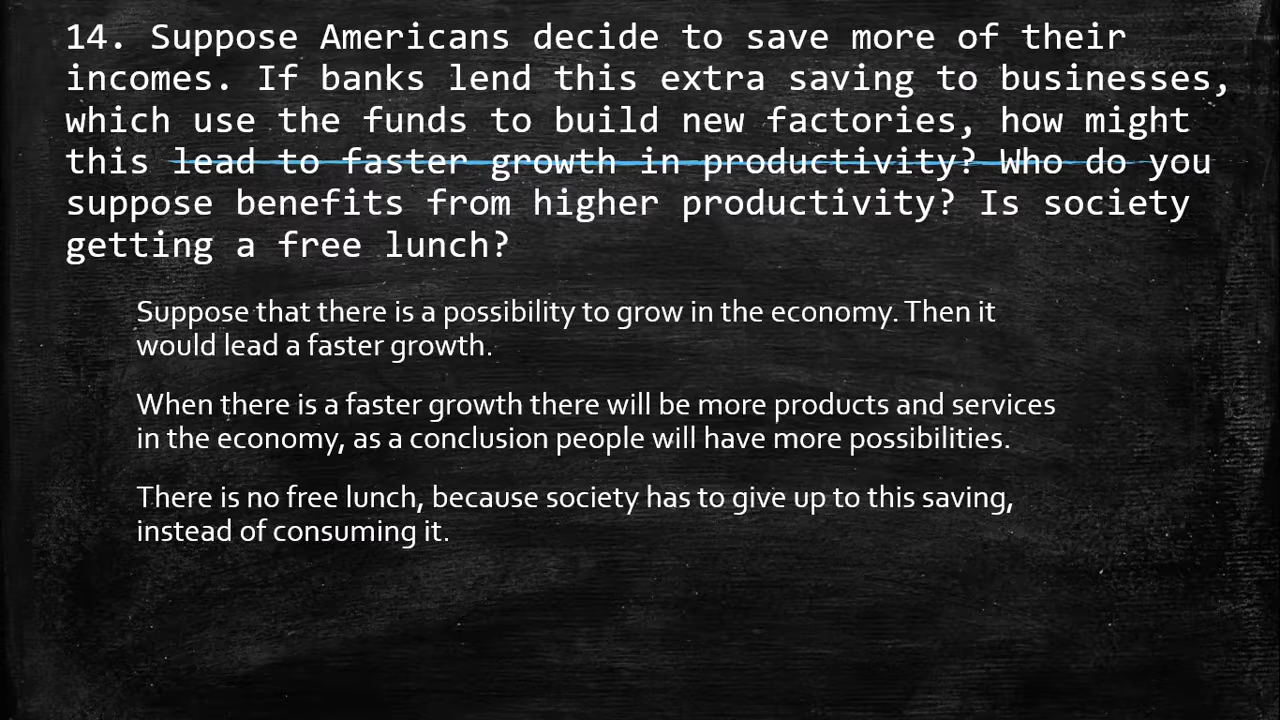 14. Suppose Americans decide to save more of their
incomes. If banks lend this extra saving to businesses,
which use the funds to build new factories, how might
this lead to faster growth in productivity? Who do you
suppose benefits from higher productivity? Is society
getting a free lunch?
Suppose that there is a possibility to grow in the economy. Then it
would lead a faster growth.
When there is a faster growth there will be more products and services
in the economy, as a conclusion people will have more possibilities.
There is no free lunch, because society has to give up to this saving,
instead of consuming it.